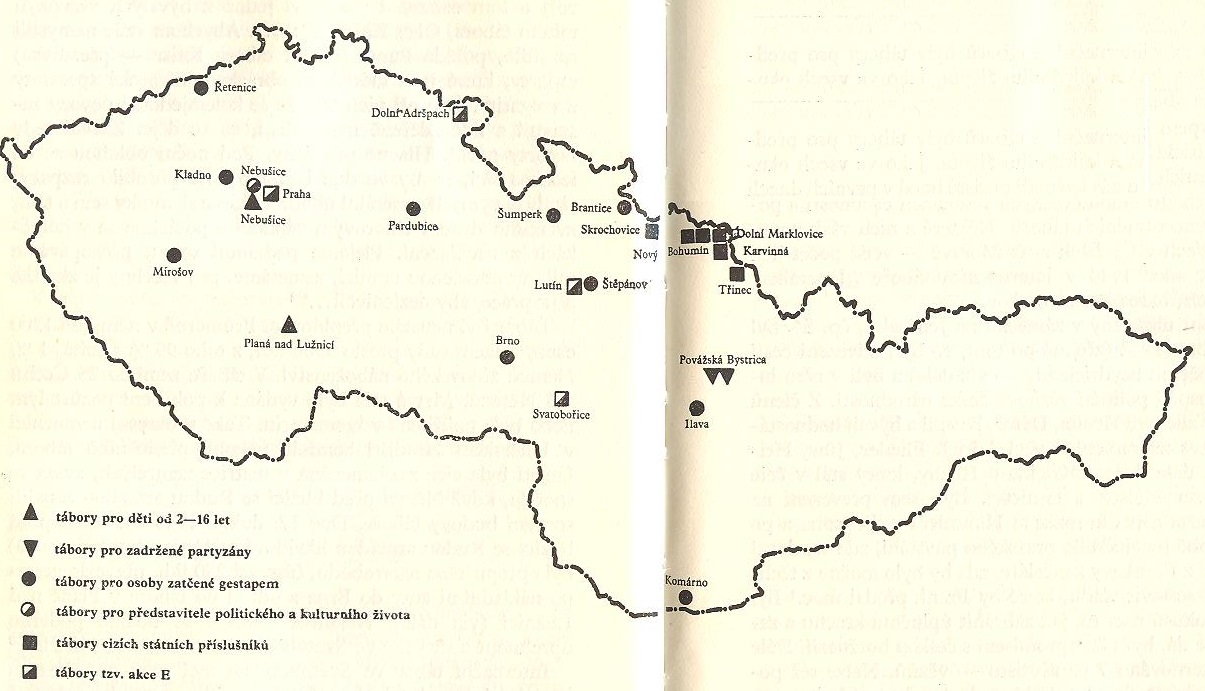 Řetenice
Dolní Adršpach
Kladno
Nebušice
Praha
Nebušice
Pardubice
Šumperk
Brantice
Skrochovice
Nový
Bohumín
Dolní Marklovice
Karvinná
Třinec
Mirošov
Lutín
Štěpánov
Planá nad Lužnicí
Brno
Svatobořice
Považská Bystrica
Ilava
Komárno
tábory pro děti od 2—16 let
tábory pro zadržené partyzány
tábory pro osoby zatčené gestapem
tábory pro představitele politického a kulturního života
tábory cizích státních příslušníků
tábory tzv. akce E